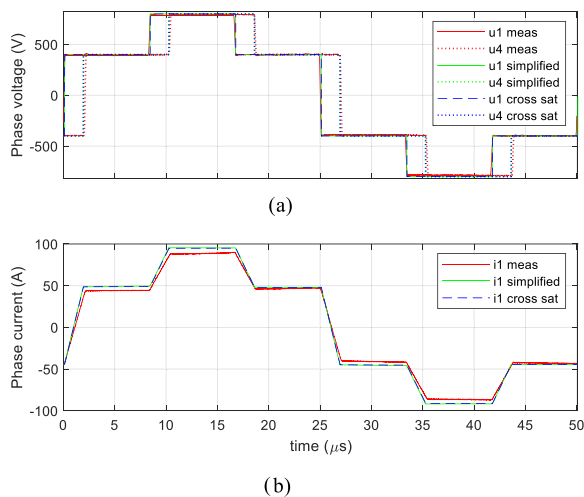 500
0
-500
Phase voltage (V)
u1 meas
u4 meas
u1 simplified
u4 simplified
u1 cross sat
u4 cross sat
(a)
100
50
0
-50
-100
Phase current (A)
i1 meas
i1 simplified
i1 cross sat
0 5 10 15 20 25 30 35 40 45 50
time (μs)
(b)